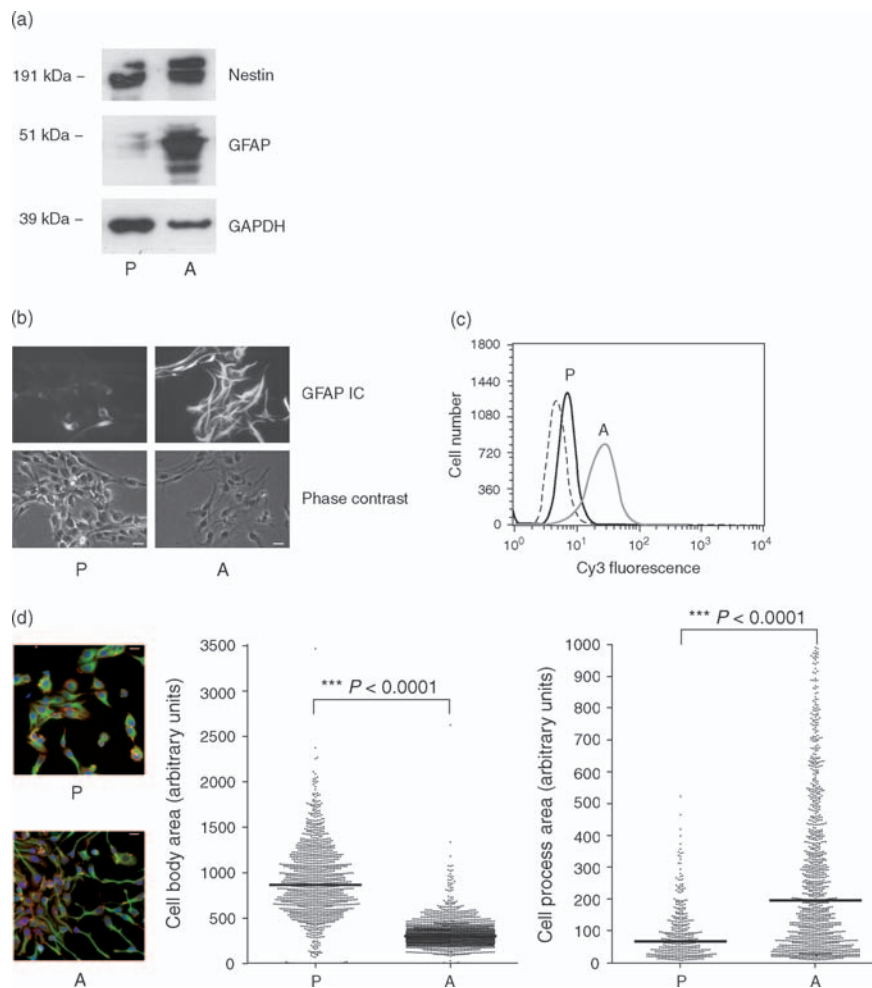 (a)
191 kDa –
Nestin
51 kDa –
GFAP
39 kDa –
GAPDH
P A
(b)
GFAP IC
Phase contrast
P A
(c)
1800
1440
1080
720
360
0
Cell number
P
A
10⁰ 10¹ 10² 10³ 10⁴
Cy3 fluorescence
(d)
P
A
3500
3000
2500
2000
1500
1000
500
0
Cell body area (arbitrary units)
*** P < 0.0001
P A
1000
900
800
700
600
500
400
300
200
100
0
Cell process area (arbitrary units)
*** P < 0.0001
P A